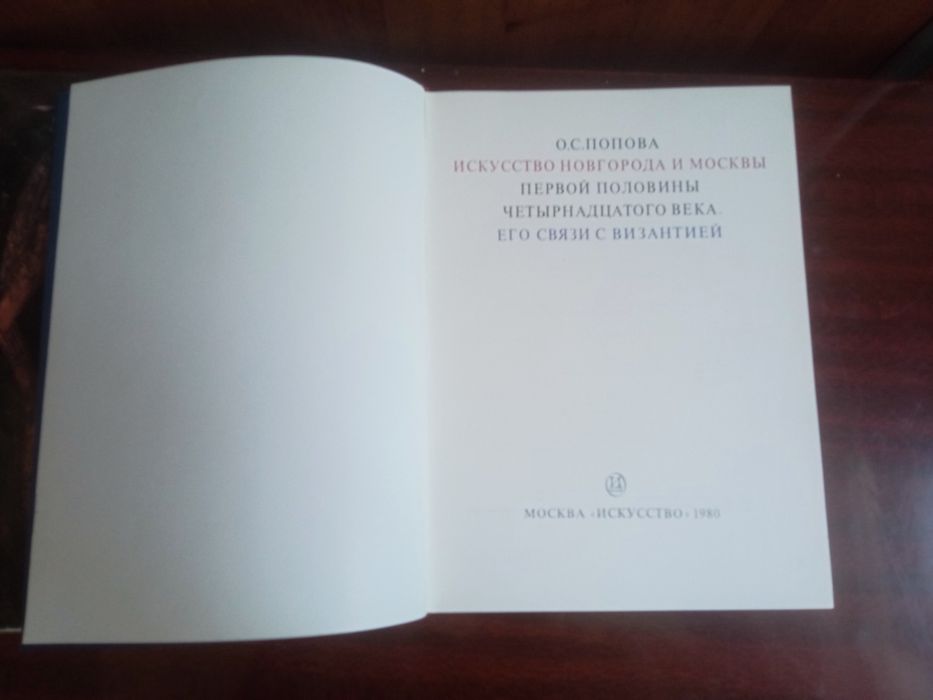 О.С.ПОПОВА
ИСКУССТВО НОВГОРОДА И МОСКВЫ
ПЕРВОЙ ПОЛОВИНЫ
ЧЕТЫРНАДЦАТОГО ВЕКА.
ЕГО СВЯЗИ С ВИЗАНТИЕЙ
МОСКВА «ИСКУССТВО» 1980